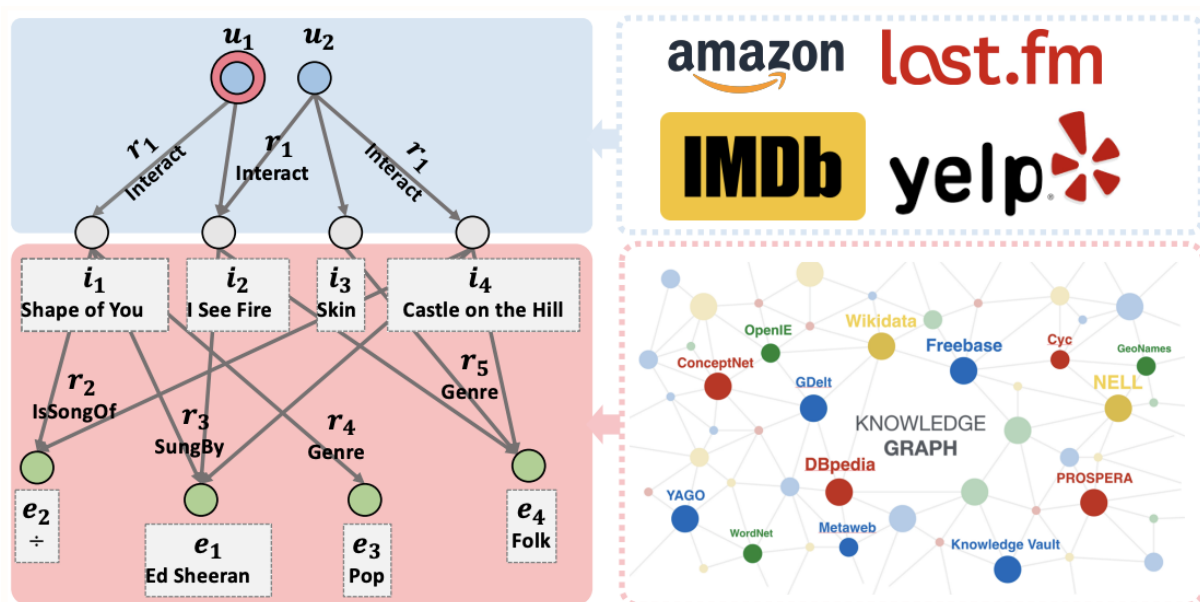 u1 u2
r1
Interact
r1
Interact
r1
Interact
i1
Shape of You
i2
I See Fire
i3
Skin
i4
Castle on the Hill
r2
IsSongOf
r3
SungBy
r4
Genre
r5
Genre
e2
÷
e1
Ed Sheeran
e3
Pop
e4
Folk
amazon
last.fm
IMDb
yelp
®
OpenIE
Wikidata
Freebase
Cyc
GeoNames
ConceptNet
GDelt
NELL
KNOWLEDGE
GRAPH
DBpedia
PROSPERA
YAGO
WordNet
Metaweb
Knowledge Vault